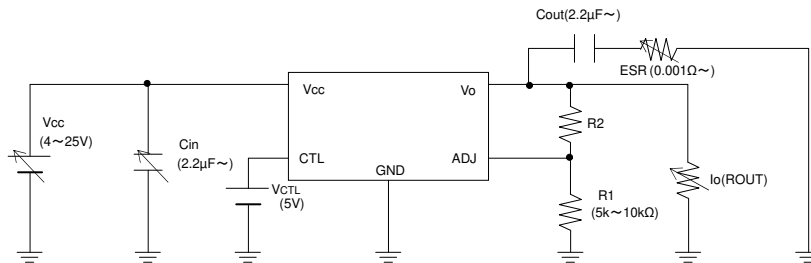 Cout(2.2µF～)
ESR (0.001Ω～)
Vcc
Vo
Vcc
(4～25V)
Cin
(2.2µF～)
R2
CTL
ADJ
GND
VCTL
(5V)
R1
(5k～10kΩ)
Io(ROUT)